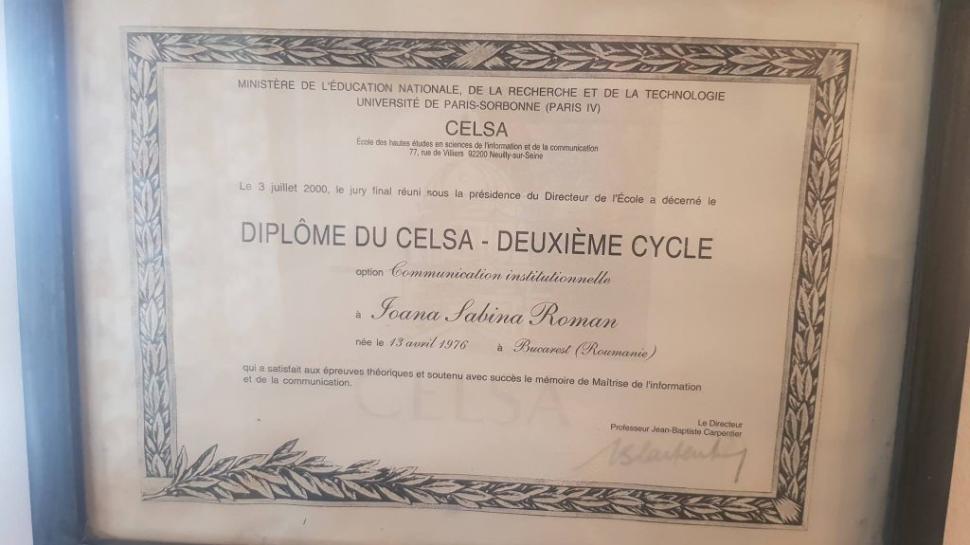 MINISTÈRE DE L'ÉDUCATION NATIONALE, DE LA RECHERCHE ET DE LA TECHNOLOGIE
UNIVERSITÉ DE PARIS-SORBONNE (PARIS IV)
CELSA
École des hautes études en sciences de l'information et de la communication
77, rue de Villiers 92200 Neuilly-sur-Seine
Le 3 juillet 2000, le jury final réuni sous la présidence du Directeur de l'École a décerné le
DIPLÔME DU CELSA - DEUXIÈME CYCLE
option Communication institutionnelle
à Ioana Sabina Roman
née le 13 avril 1976 à Bucarest (Roumanie)
qui a satisfait aux épreuves théoriques et soutenu avec succès le mémoire de Maîtrise de l'information
et de la communication.
CELSA
Le Directeur
Professeur Jean-Baptiste Carpentier